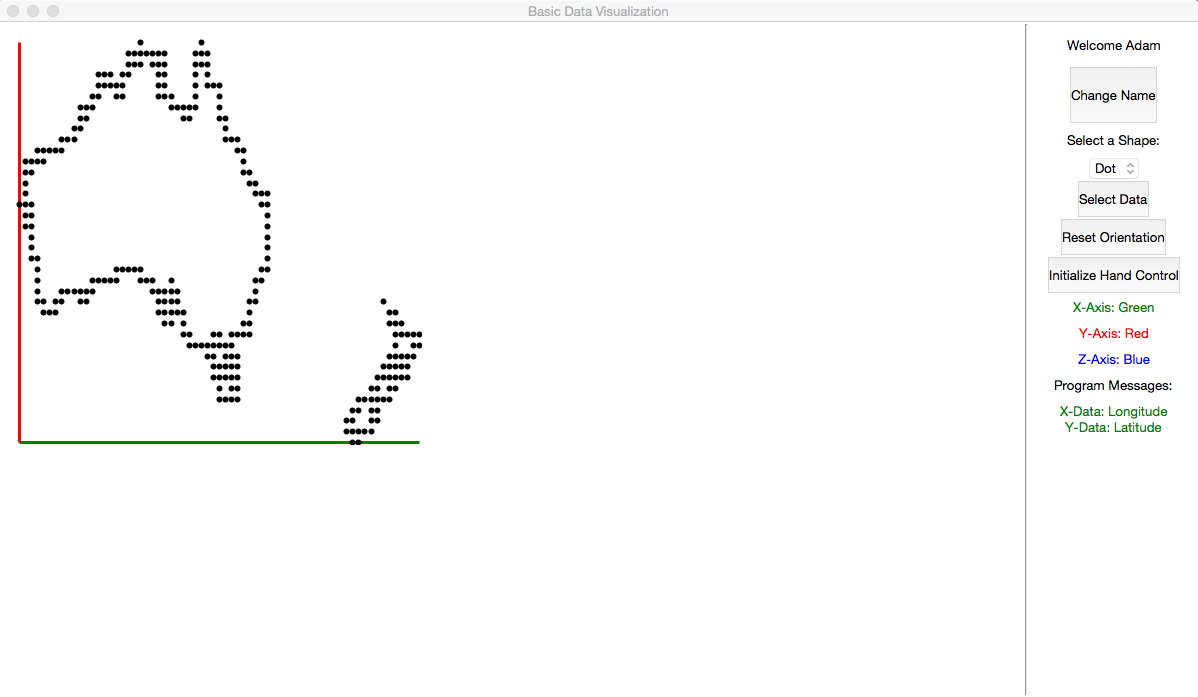 Basic Data Visualization
Welcome Adam
Change Name
Select a Shape:
Dot
Select Data
Reset Orientation
Initialize Hand Control
X-Axis: Green
Y-Axis: Red
Z-Axis: Blue
Program Messages:
X-Data: Longitude
Y-Data: Latitude